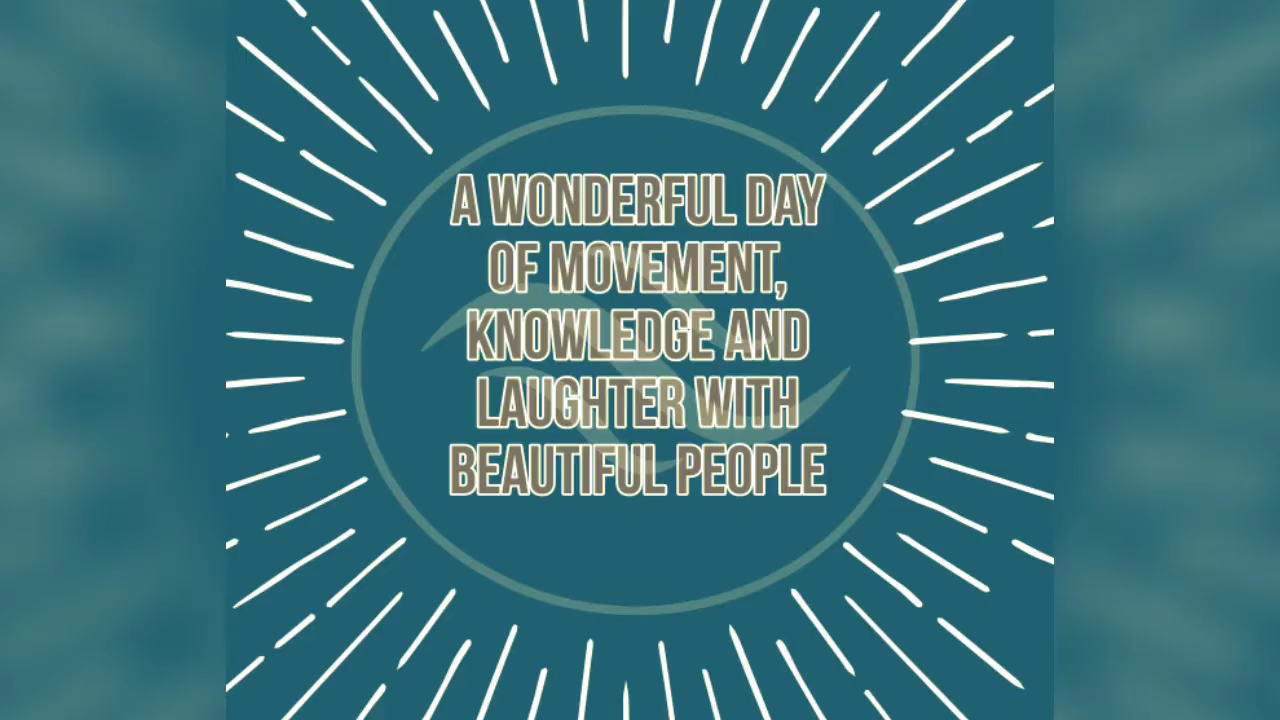 A WONDERFUL DAY
OF MOVEMENT,
KNOWLEDGE AND
LAUGHTER WITH
BEAUTIFUL PEOPLE